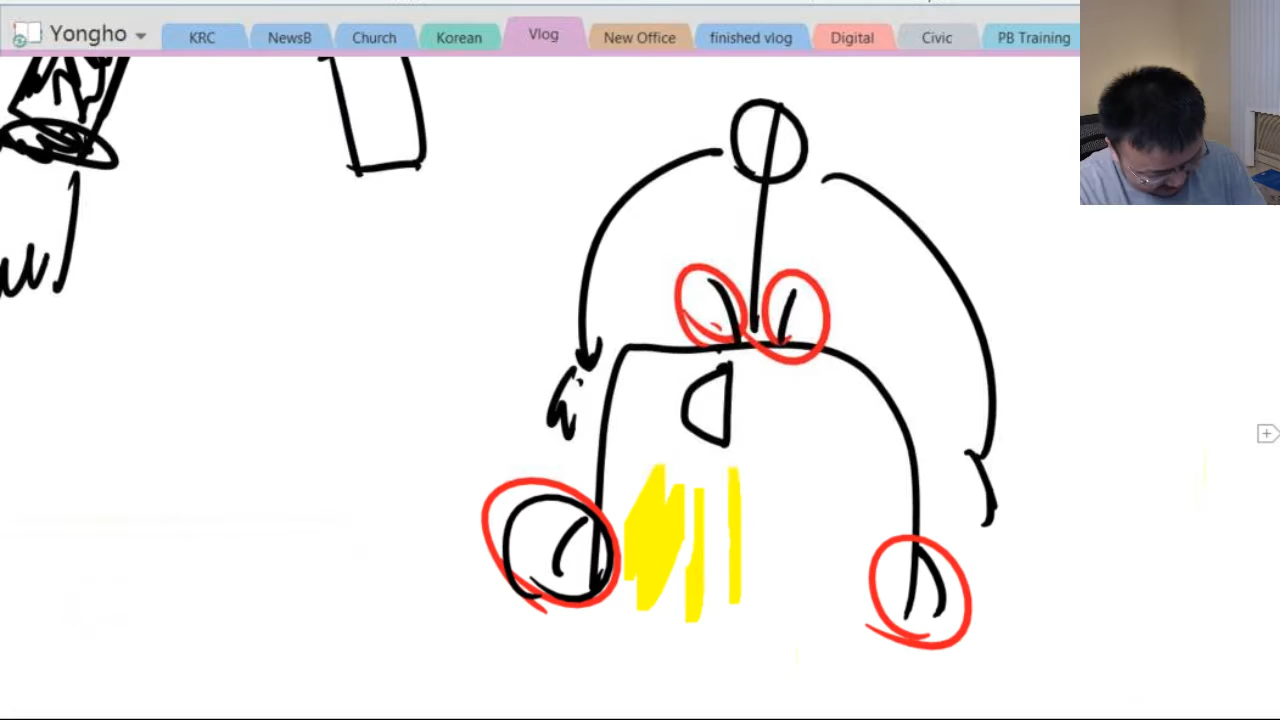 Yongho
KRC
NewsB
Church
Korean
Vlog
New Office
finished vlog
Digital
Civic
PB Training